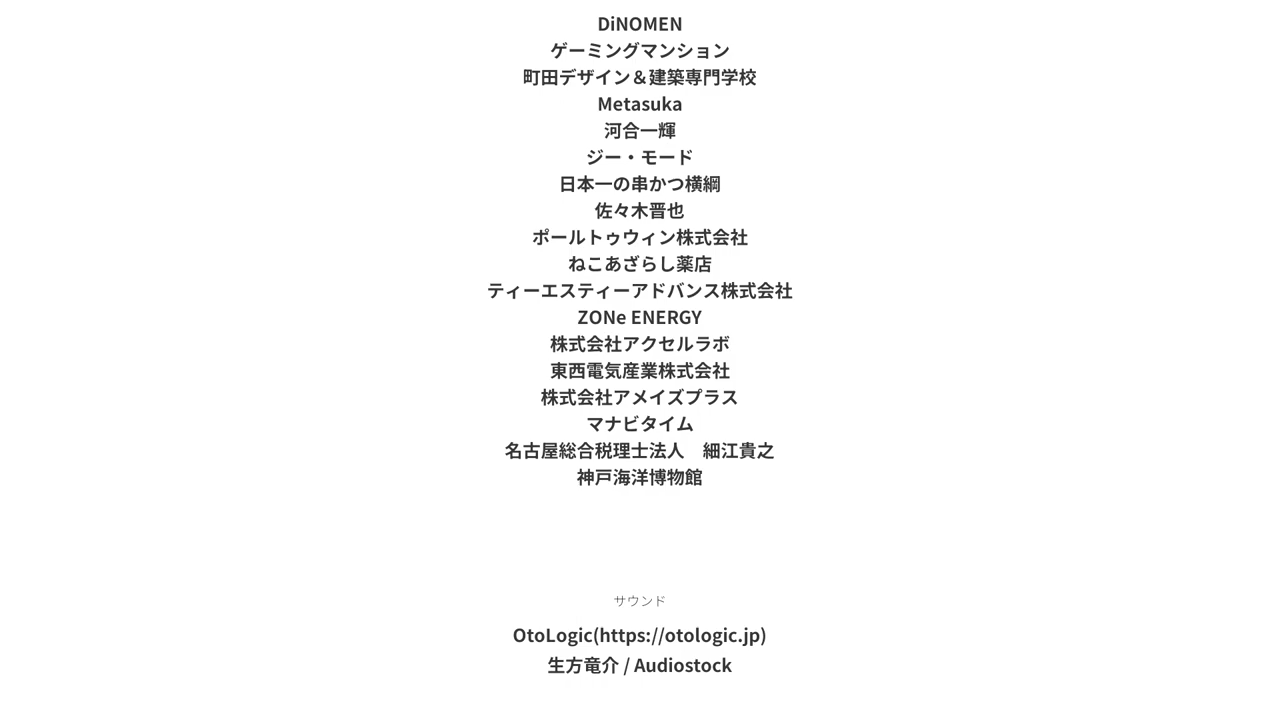 DiNOMEN
ゲーミングマンション
町田デザイン＆建築専門学校
Metasuka
河合一輝
ジー・モード
日本一の串かつ横綱
佐々木晋也
ポールトゥウィン株式会社
ねこあざらし薬店
ティーエスティーアドバンス株式会社
ZONe ENERGY
株式会社アクセルラボ
東西電気産業株式会社
株式会社アメイズプラス
マナビタイム
名古屋総合税理士法人　細江貴之
神戸海洋博物館
サウンド
OtoLogic(https://otologic.jp)
生方竜介 / Audiostock